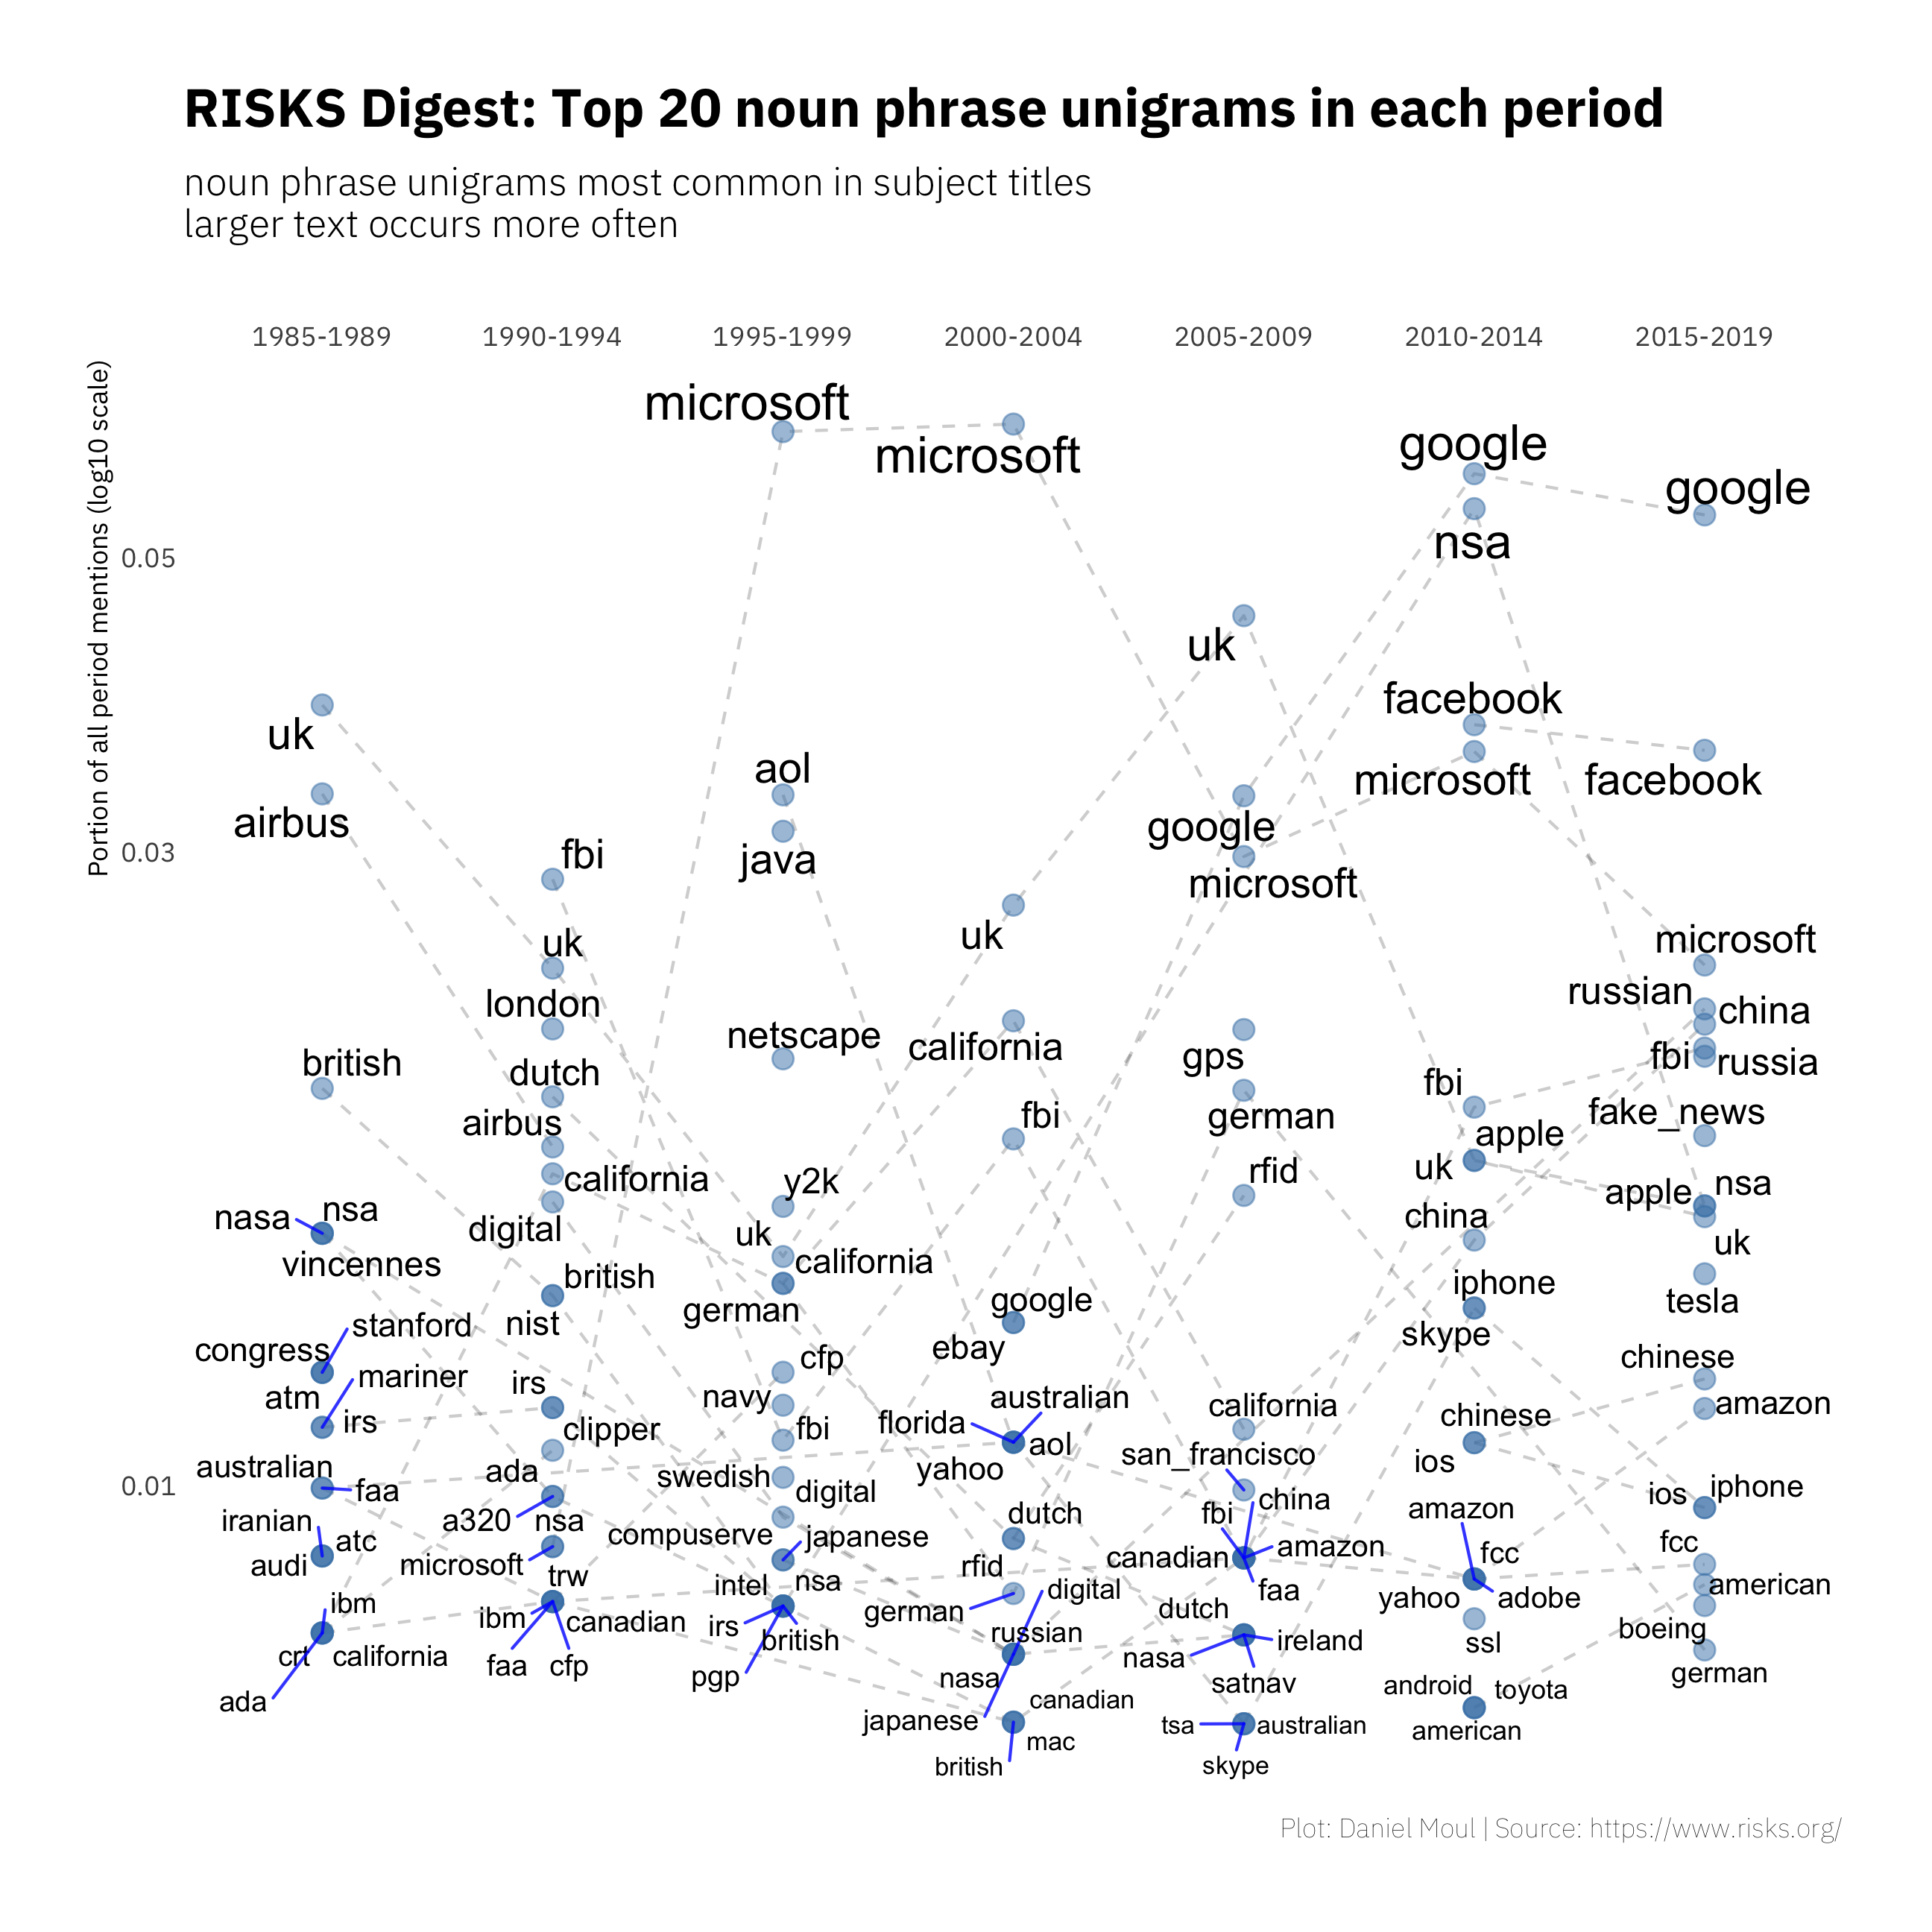 RISKS Digest: Top 20 noun phrase unigrams in each period
noun phrase unigrams most common in subject titles
larger text occurs more often
1985-1989 1990-1994 1995-1999 2000-2004 2005-2009 2010-2014 2015-2019
Portion of all period mentions (log10 scale)
0.05
0.03
0.01
uk
airbus
british
nasa
nsa
vincennes
stanford
congress
atm
mariner
irs
australian
faa
iranian
atc
audi
ibm
crt
california
ada
fbi
uk
london
dutch
airbus
california
digital
british
nist
irs
clipper
ada
a320
nsa
microsoft
trw
ibm
canadian
faa
cfp
microsoft
aol
java
netscape
y2k
uk
california
german
cfp
navy
fbi
swedish
digital
compuserve
japanese
intel
nsa
irs
british
pgp
microsoft
uk
california
fbi
google
ebay
australian
florida
aol
yahoo
dutch
rfid
german
digital
russian
nasa
japanese
canadian
mac
british
uk
google
microsoft
gps
german
rfid
california
san_francisco
china
fbi
canadian
amazon
faa
dutch
ireland
nasa
satnav
tsa
australian
skype
google
nsa
facebook
microsoft
fbi
apple
uk
china
iphone
skype
chinese
ios
amazon
fcc
yahoo
adobe
ssl
android
toyota
american
google
facebook
microsoft
russian
china
fbi
russia
fake_news
apple
nsa
uk
tesla
chinese
amazon
ios
iphone
fcc
american
boeing
german
Plot: Daniel Moul | Source: https://www.risks.org/